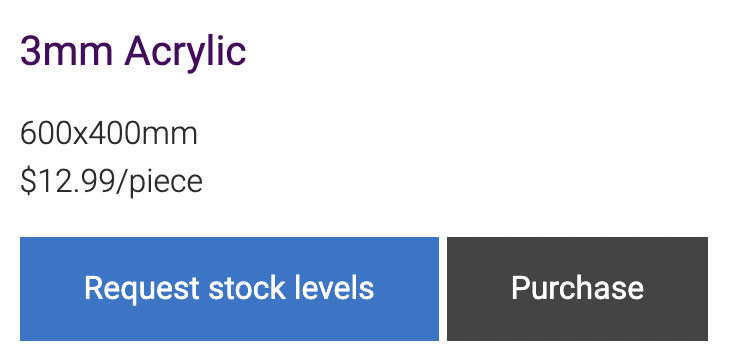 3mm Acrylic
600x400mm
$12.99/piece
Request stock levels
Purchase